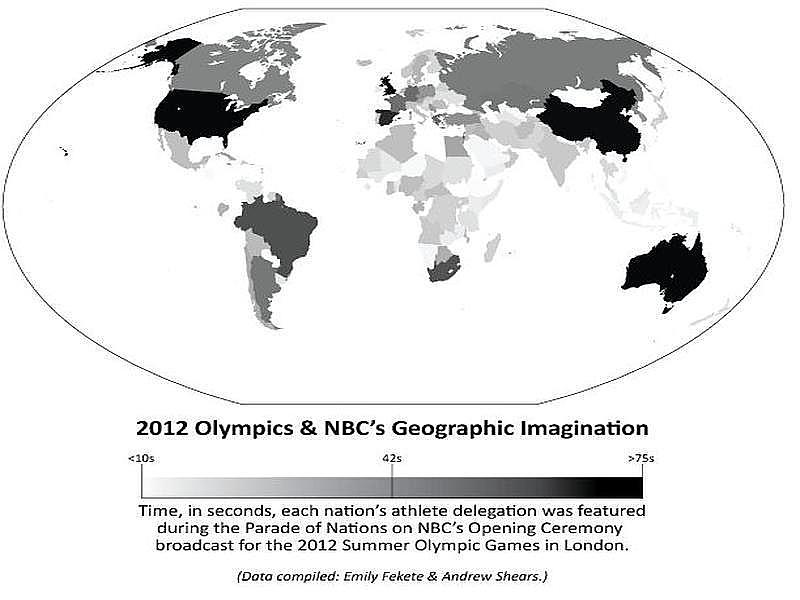 2012 Olympics & NBC's Geographic Imagination
<10s 42s >75s
Time, in seconds, each nation's athlete delegation was featured
during the Parade of Nations on NBC's Opening Ceremony
broadcast for the 2012 Summer Olympic Games in London.
(Data compiled: Emily Fekete & Andrew Shears.)